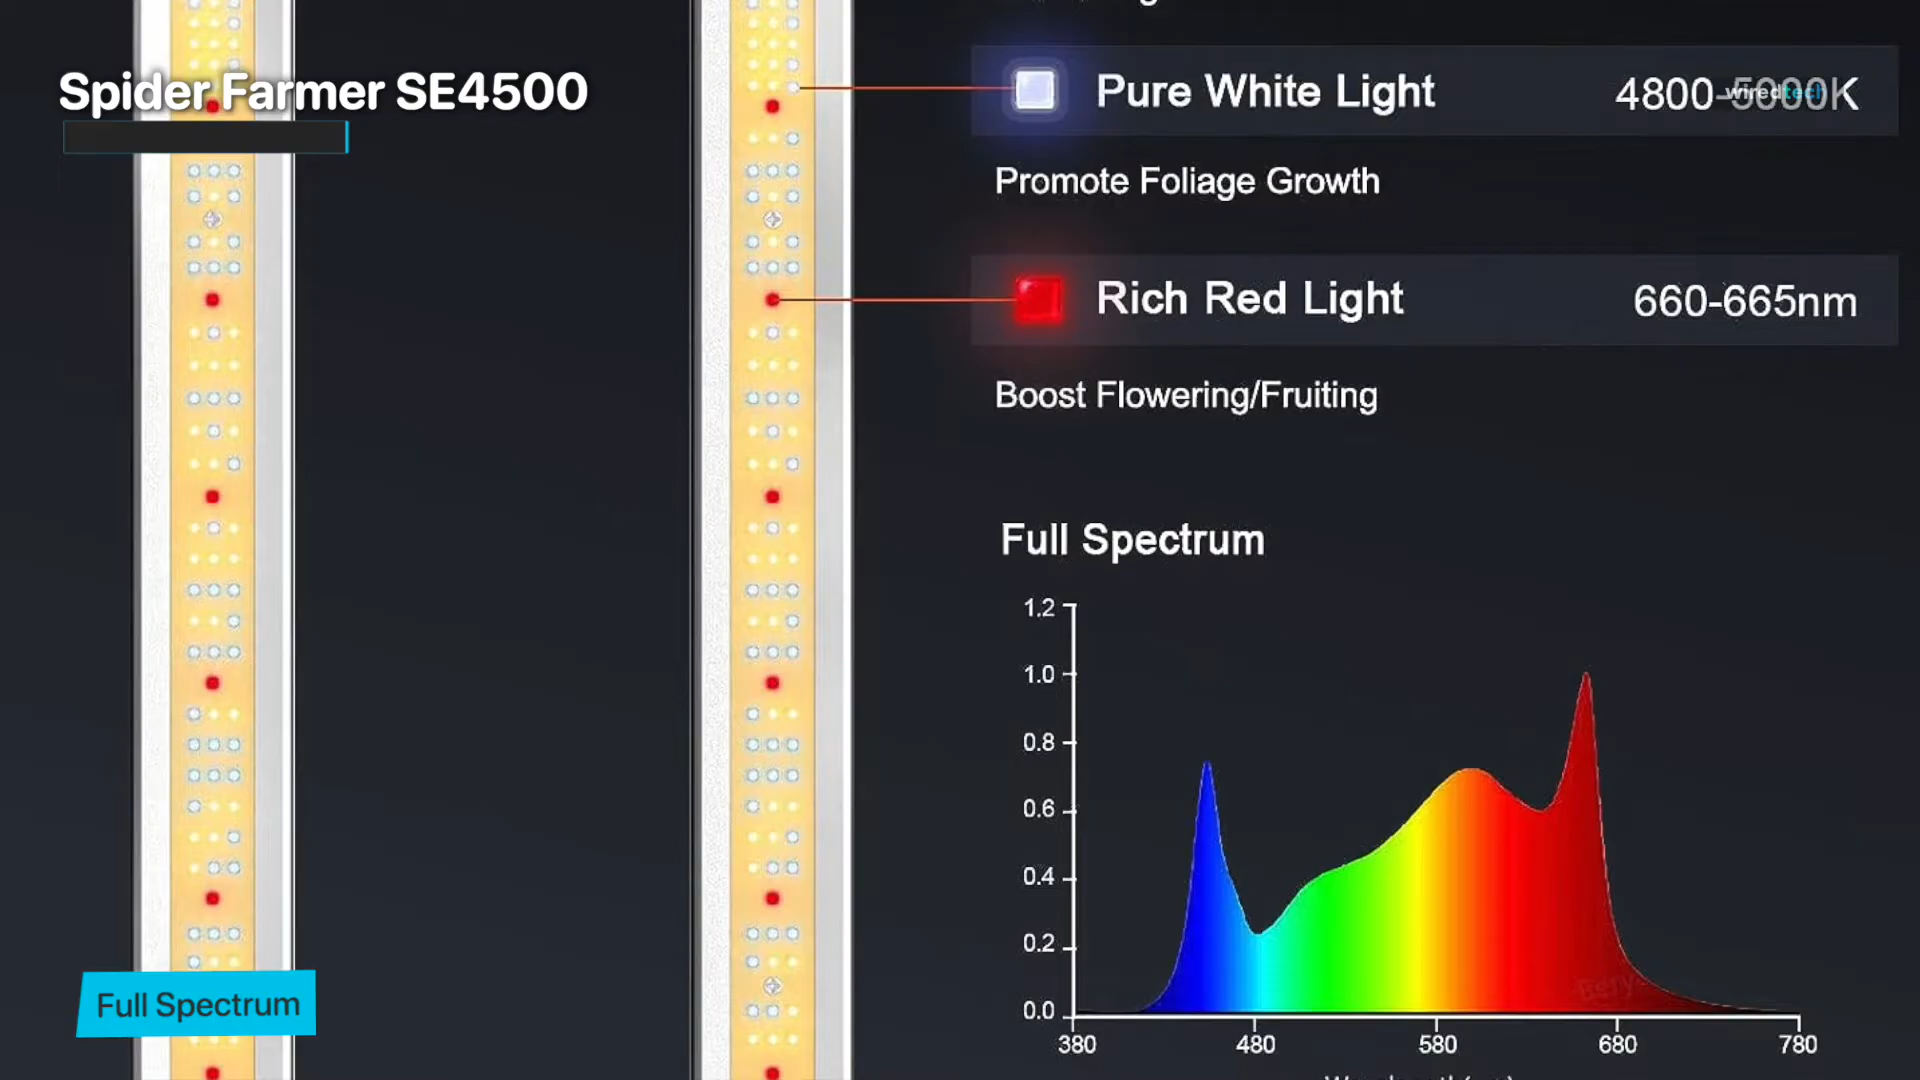 Spider Farmer SE4500
Pure White Light
4800-5000K
wiredtech
Promote Foliage Growth
Rich Red Light
660-665nm
Boost Flowering/Fruiting
Full Spectrum
1.2
1.0
0.8
0.6
0.4
0.2
0.0
380 480 580 680 780
Full Spectrum